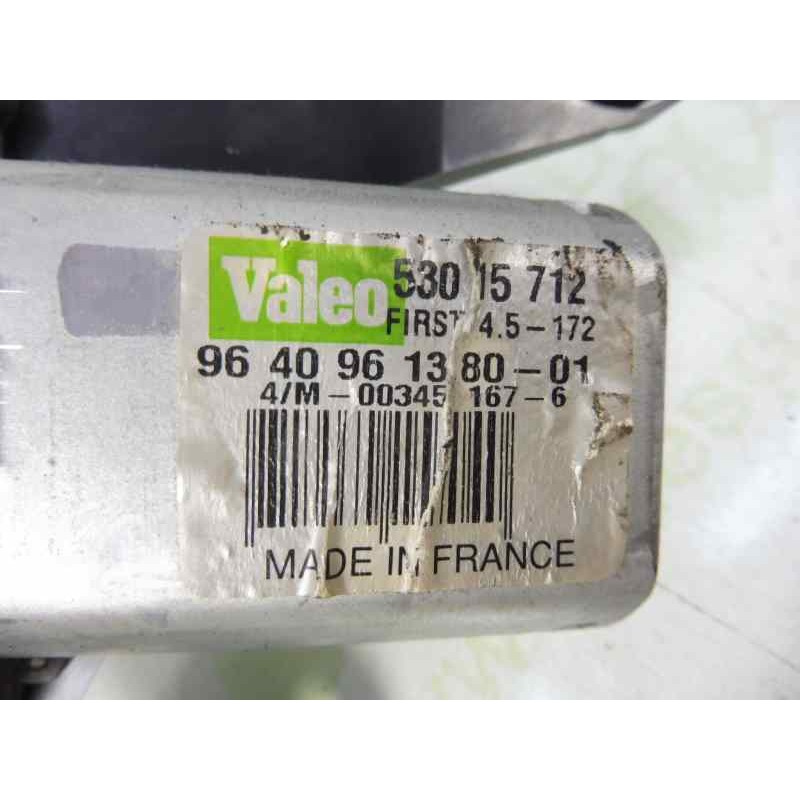 Valeo 530 15 712
FIRST 4.5-172
96 40 96 13 80-01
4/M-00345 167-6
MADE IN FRANCE